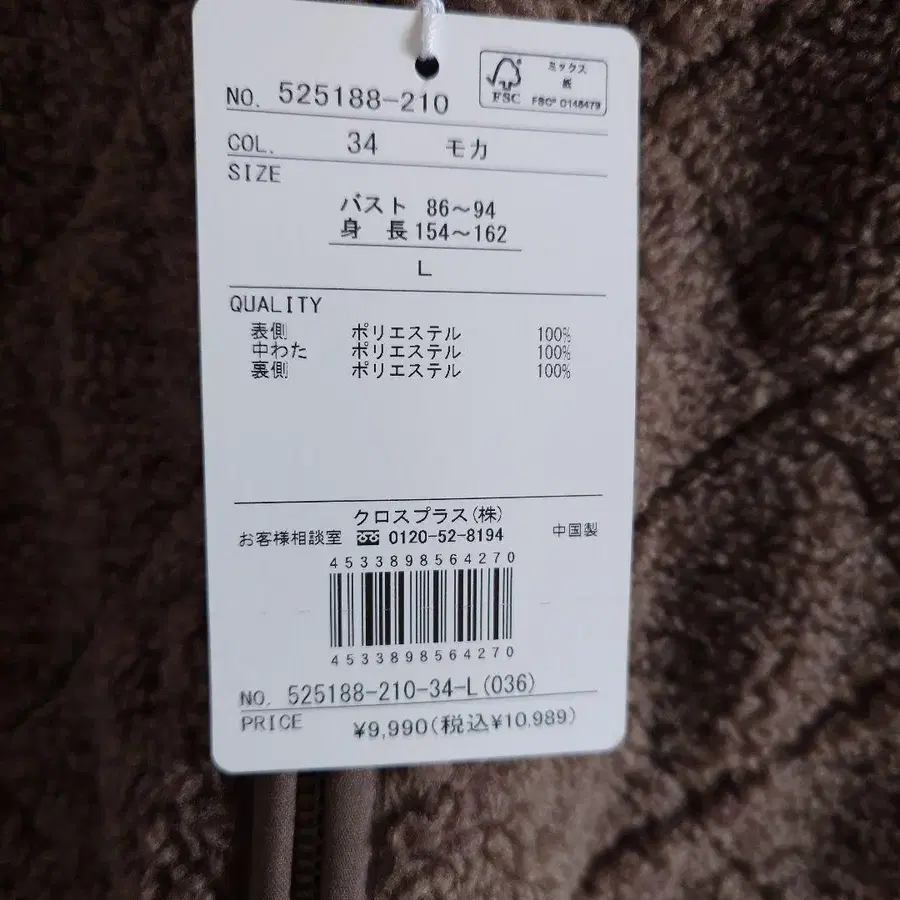 FSC
ミックス
紙
FSC® C148479
NO. 525188-210
COL. 34 モカ
SIZE
バスト 86~94
身 長 154~162
L
QUALITY
表側 ポリエステル 100%
中わた ポリエステル 100%
裏側 ポリエステル 100%
クロスプラス(株)
お客様相談室 0120-52-8194 中国製
4533898564270
4533898564270
NO. 525188-210-34-L(036)
PRICE ¥9,990(税込¥10,989)